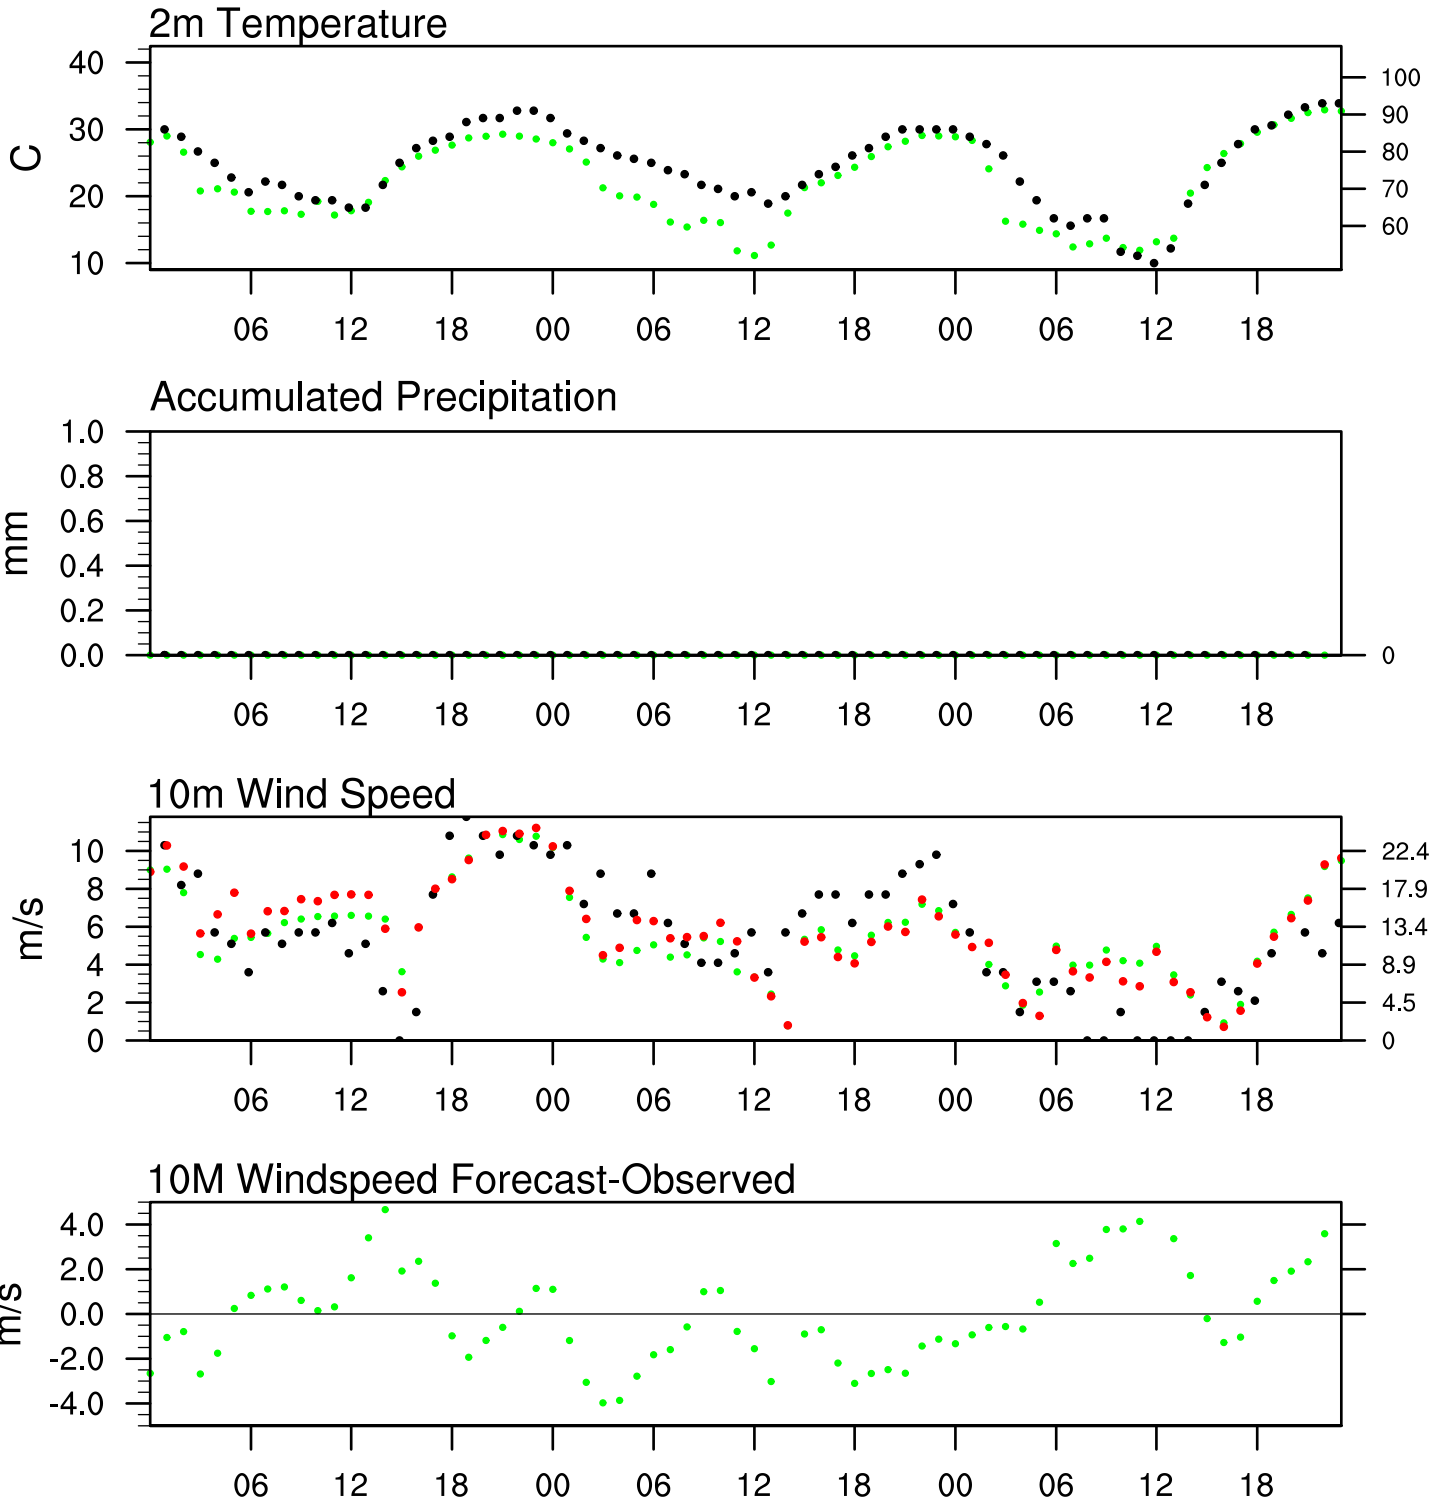 2m Temperature
40
30
20
10
C
100
90
80
70
60
06 12 18 00 06 12 18 00 06 12 18
Accumulated Precipitation
1.0
0.8
0.6
0.4
0.2
0.0
mm
0
06 12 18 00 06 12 18 00 06 12 18
10m Wind Speed
10
8
6
4
2
0
m/s
22.4
17.9
13.4
8.9
4.5
0
06 12 18 00 06 12 18 00 06 12 18
10M Windspeed Forecast-Observed
4.0
2.0
0.0
-2.0
-4.0
m/s
06 12 18 00 06 12 18 00 06 12 18